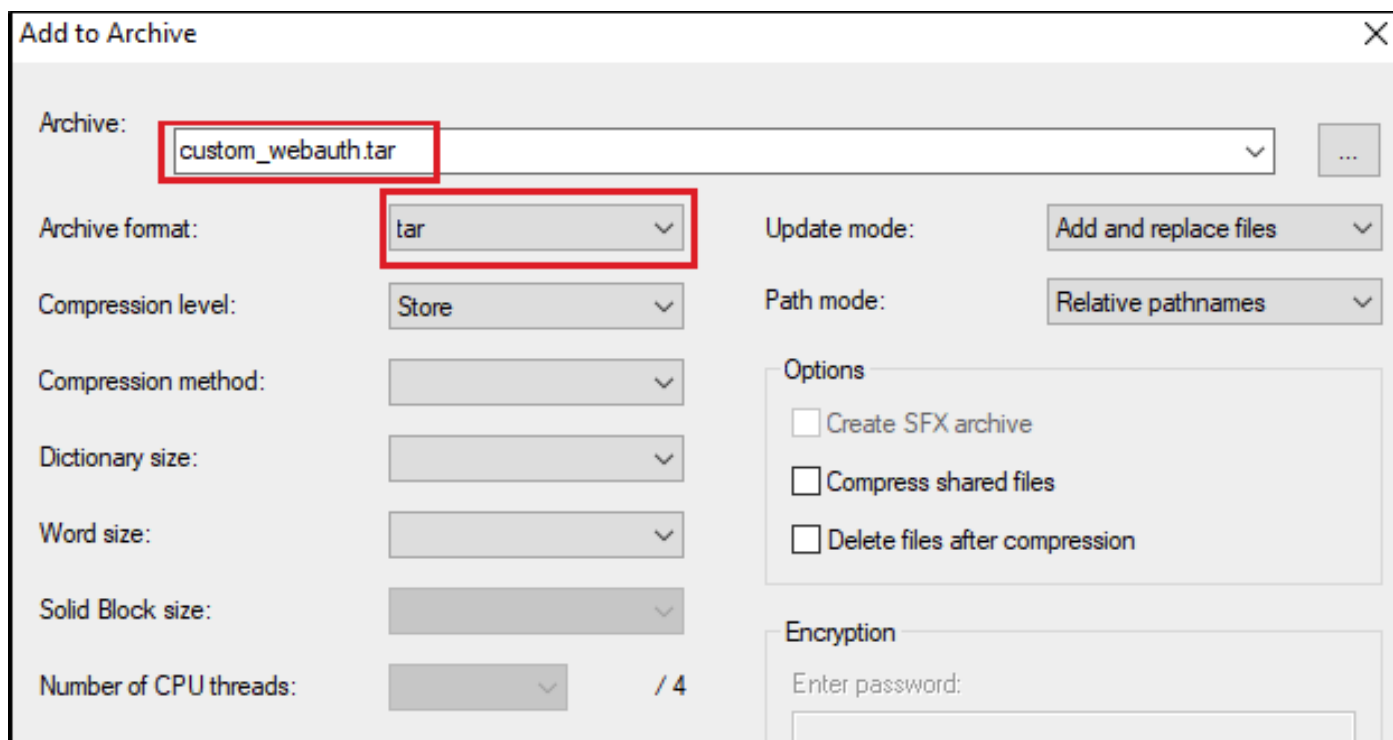 Add to Archive
Archive:
custom_webauth.tar
...
Archive format:
tar
Update mode:
Add and replace files
Compression level:
Store
Path mode:
Relative pathnames
Compression method:
Options
Create SFX archive
Dictionary size:
Compress shared files
Word size:
Delete files after compression
Solid Block size:
Encryption
Number of CPU threads:
/ 4
Enter password: